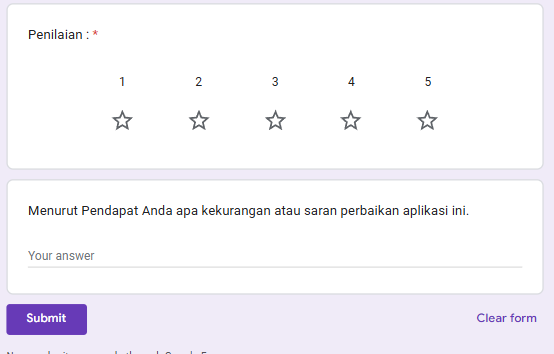 Penilaian : *
1 2 3 4 5
Menurut Pendapat Anda apa kekurangan atau saran perbaikan aplikasi ini.
Your answer
Submit Clear form